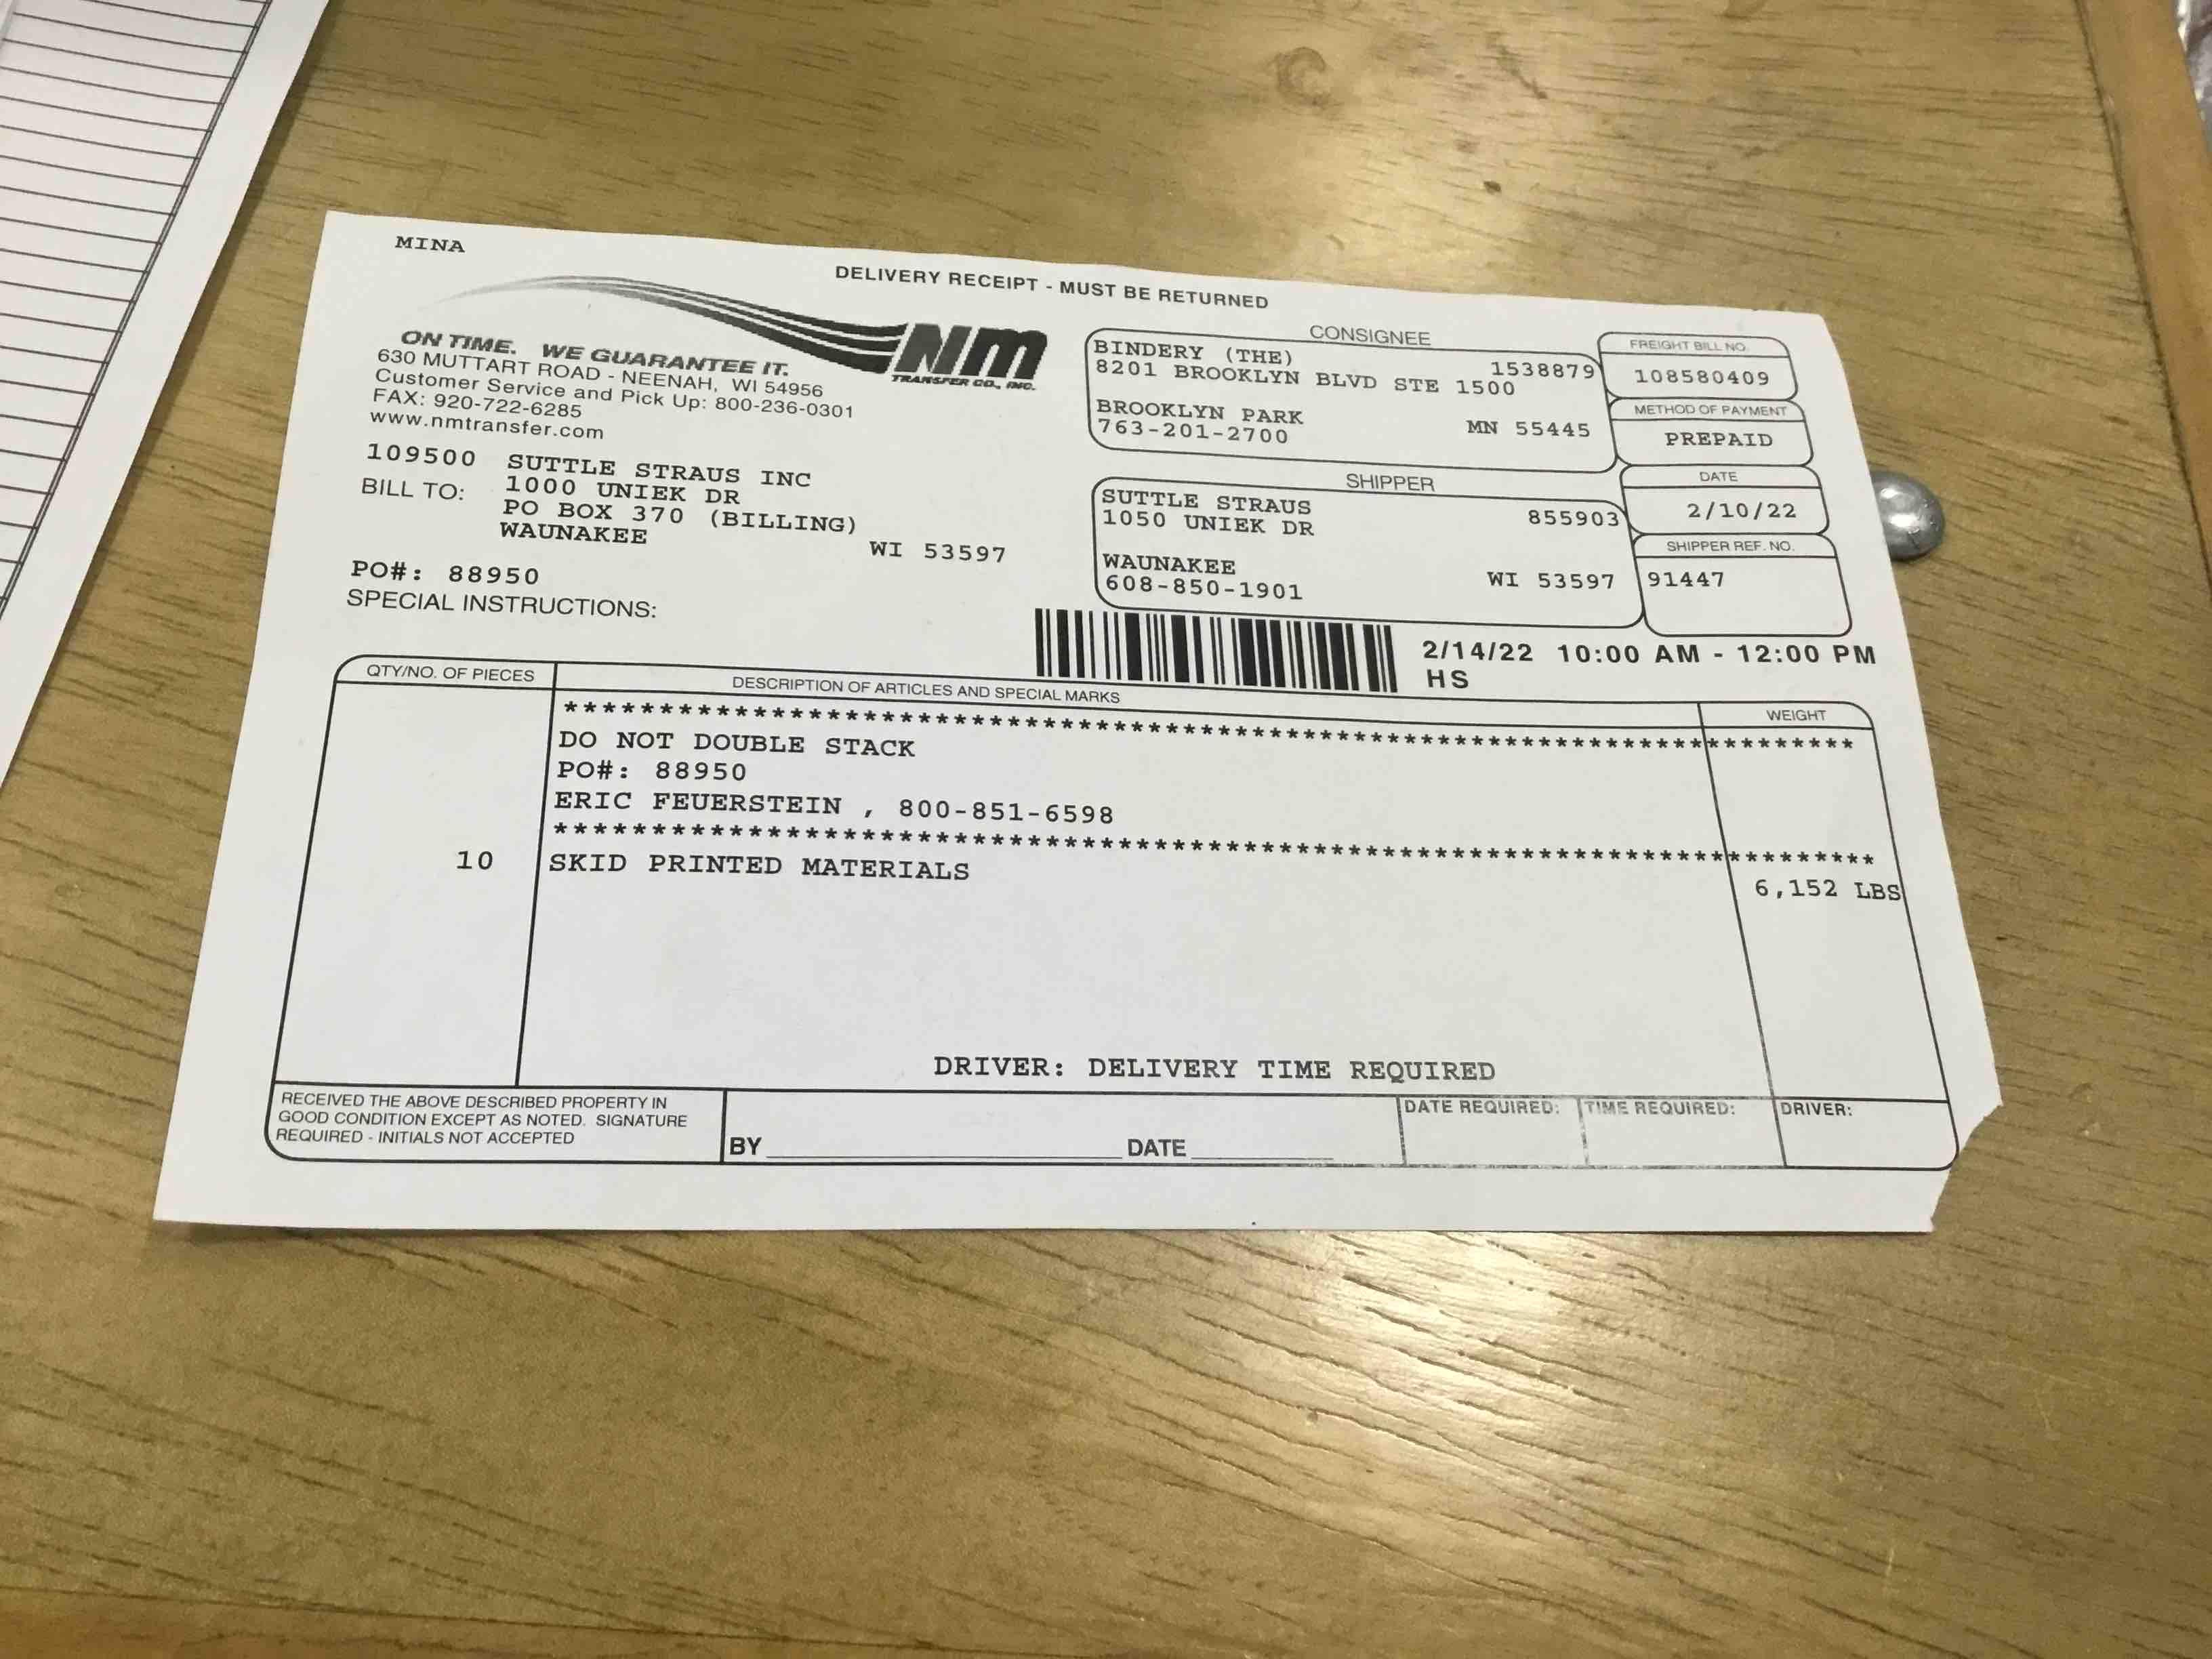 MINA
DELIVERY RECEIPT - MUST BE RETURNED
NM
TRANSFER CO., INC.
ON TIME. WE GUARANTEE IT.
630 MUTTART ROAD - NEENAH, WI 54956
Customer Service and Pick Up: 800-236-0301
FAX: 920-722-6285
www.nmtransfer.com
109500 SUTTLE STRAUS INC
BILL TO: 1000 UNIEK DR
PO BOX 370 (BILLING)
WAUNAKEE WI 53597
PO#: 88950
SPECIAL INSTRUCTIONS:
CONSIGNEE
BINDERY (THE) 1538879
8201 BROOKLYN BLVD STE 1500
BROOKLYN PARK MN 55445
763-201-2700
SHIPPER
SUTTLE STRAUS 855903
1050 UNIEK DR
WAUNAKEE WI 53597
608-850-1901
FREIGHT BILL NO.
108580409
METHOD OF PAYMENT
PREPAID
DATE
2/10/22
SHIPPER REF. NO.
91447
2/14/22 10:00 AM - 12:00 PM
HS
QTY/NO. OF PIECES DESCRIPTION OF ARTICLES AND SPECIAL MARKS WEIGHT
**********************************************************************
DO NOT DOUBLE STACK
PO#: 88950
ERIC FEUERSTEIN , 800-851-6598
**********************************************************************
10 SKID PRINTED MATERIALS 6,152 LBS
DRIVER: DELIVERY TIME REQUIRED
RECEIVED THE ABOVE DESCRIBED PROPERTY IN
GOOD CONDITION EXCEPT AS NOTED. SIGNATURE
REQUIRED - INITIALS NOT ACCEPTED
BY DATE
DATE REQUIRED: TIME REQUIRED: DRIVER: